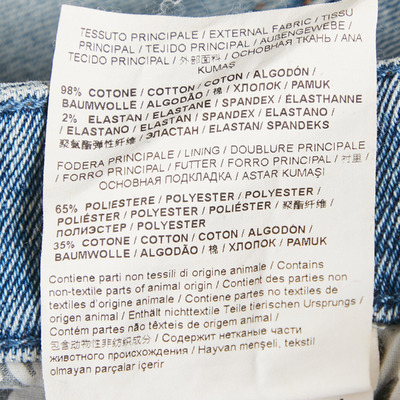 TESSUTO PRINCIPALE / EXTERNAL FABRIC / TISSU
PRINCIPAL / TEJIDO PRINCIPAL / AUßENGEWEBE /
TECIDO PRINCIPAL / 外部面料 / ОСНОВНАЯ ТКАНЬ / ANA
KUMAŞ
98% COTONE / COTTON / COTON / ALGODÓN /
BAUMWOLLE / ALGODÃO / 棉 / ХЛОПОК / PAMUK
2% ELASTAN / ELASTANE / SPANDEX / ÉLASTHANNE
/ ELASTANO / ELASTAN / SPANDEX / ELASTANO /
聚氨酯弹性纤维 / ЭЛАСТАН / ELASTAN / SPANDEKS
FODERA PRINCIPALE / LINING / DOUBLURE PRINCIPALE
/ FORRO PRINCIPAL / FUTTER / FORRO PRINCIPAL / 衬里 /
ОСНОВНАЯ ПОДКЛАДКА / ASTAR KUMAŞI
65% POLIESTERE / POLYESTER / POLYESTER /
POLIÉSTER / POLYESTER / POLIÉSTER / 聚酯纤维 /
ПОЛИЭСТЕР / POLYESTER
35% COTONE / COTTON / COTON / ALGODÓN /
BAUMWOLLE / ALGODÃO / 棉 / ХЛОПОК / PAMUK
Contiene parti non tessili di origine animale / Contains
non-textile parts of animal origin / Contient des parties non
textiles d'origine animale / Contiene partes no textiles de
origen animal / Enthält nichttextile Teile tierischen Ursprungs /
Contém partes não têxteis de origem animal /
包含动物性非纺织材料 / Содержит нетканые части
животного происхождения / Hayvan menşeli, tekstil
olmayan parçalar içerir